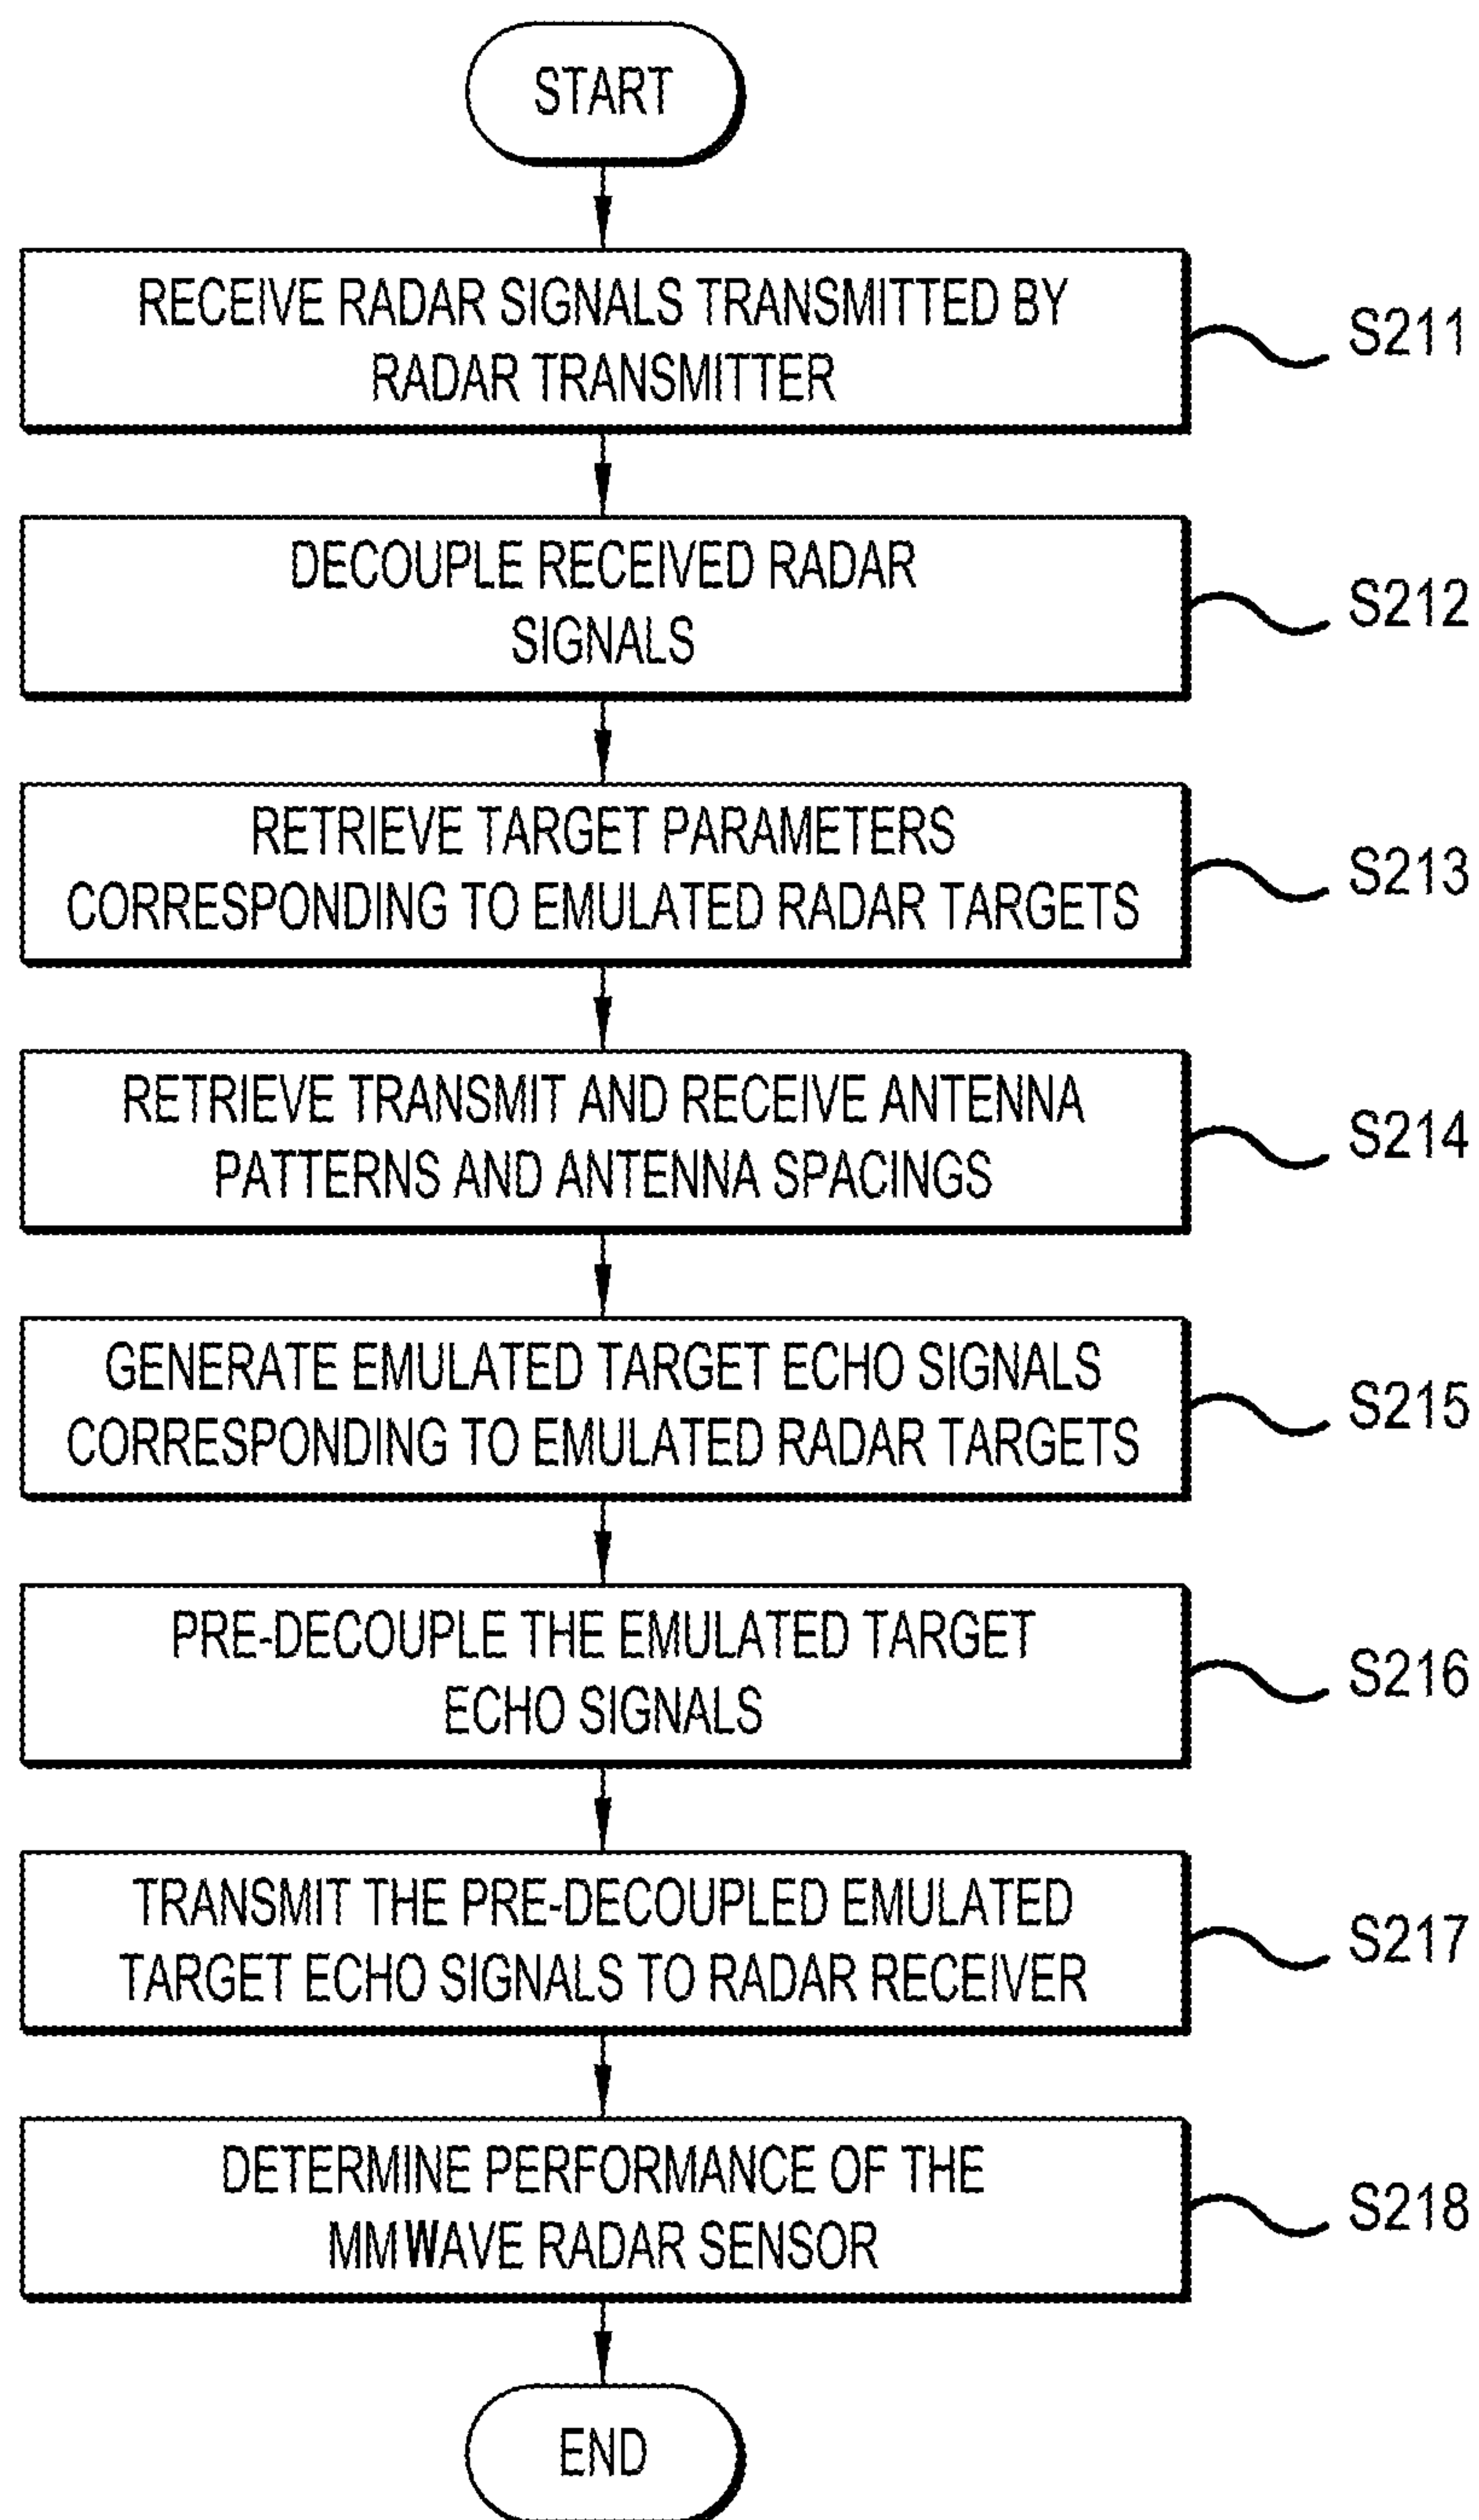 START
RECEIVE RADAR SIGNALS TRANSMITTED BY
RADAR TRANSMITTER
S211
DECOUPLE RECEIVED RADAR
SIGNALS
S212
RETRIEVE TARGET PARAMETERS
CORRESPONDING TO EMULATED RADAR TARGETS
S213
RETRIEVE TRANSMIT AND RECEIVE ANTENNA
PATTERNS AND ANTENNA SPACINGS
S214
GENERATE EMULATED TARGET ECHO SIGNALS
CORRESPONDING TO EMULATED RADAR TARGETS
S215
PRE-DECOUPLE THE EMULATED TARGET
ECHO SIGNALS
S216
TRANSMIT THE PRE-DECOUPLED EMULATED
TARGET ECHO SIGNALS TO RADAR RECEIVER
S217
DETERMINE PERFORMANCE OF THE
MMWAVE RADAR SENSOR
S218
END